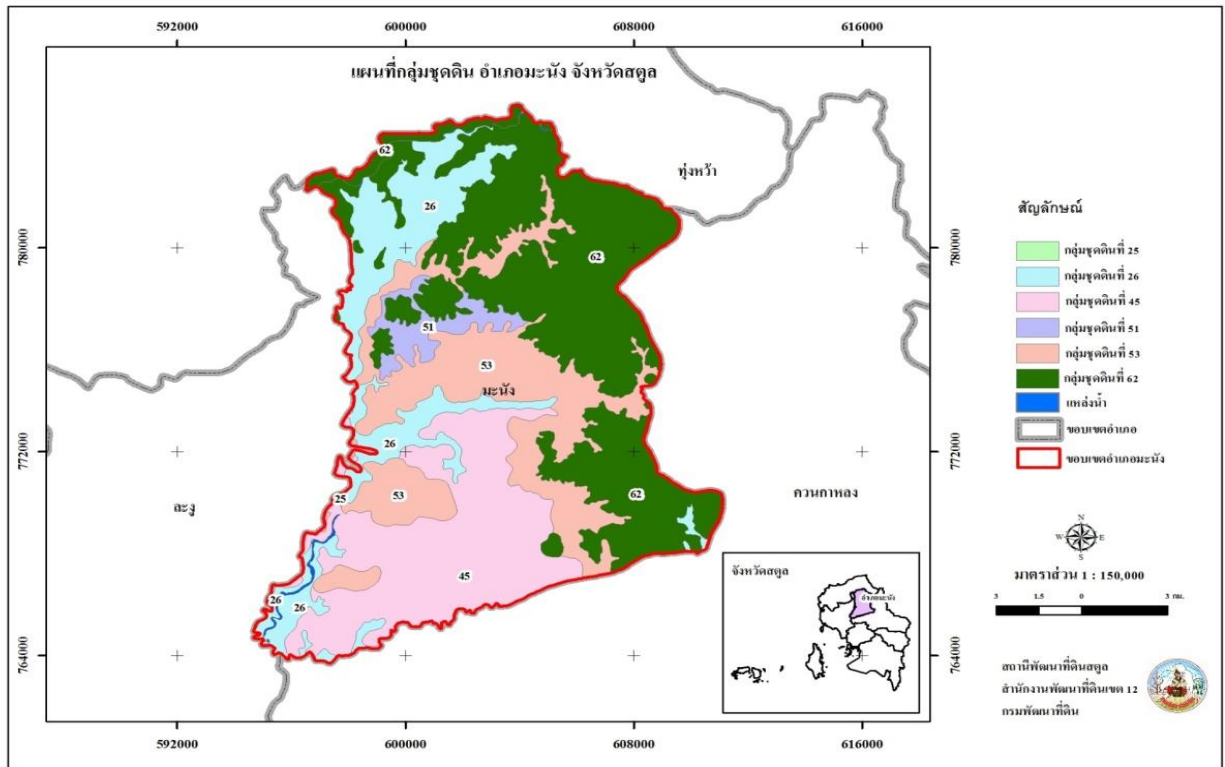 592000 600000 608000 616000
แผนที่กลุ่มชุดดิน อำเภอมะนัง จังหวัดสตูล
62
ทุ่งหว้า
26
780000 780000
62
51
53
มะนัง
26
772000 772000
25
53
62
ละงู
ควนกาหลง
45
26
26
764000 764000
592000 600000 608000 616000
สัญลักษณ์
กลุ่มชุดดินที่ 25
กลุ่มชุดดินที่ 26
กลุ่มชุดดินที่ 45
กลุ่มชุดดินที่ 51
กลุ่มชุดดินที่ 53
กลุ่มชุดดินที่ 62
แหล่งน้ำ
ขอบเขตอำเภอ
ขอบเขตอำเภอมะนัง
N
W E
S
มาตราส่วน 1 : 150,000
3 1.5 0 3 กม.
จังหวัดสตูล
อำเภอมะนัง
สถานีพัฒนาที่ดินสตูล
สำนักงานพัฒนาที่ดินเขต 12
กรมพัฒนาที่ดิน